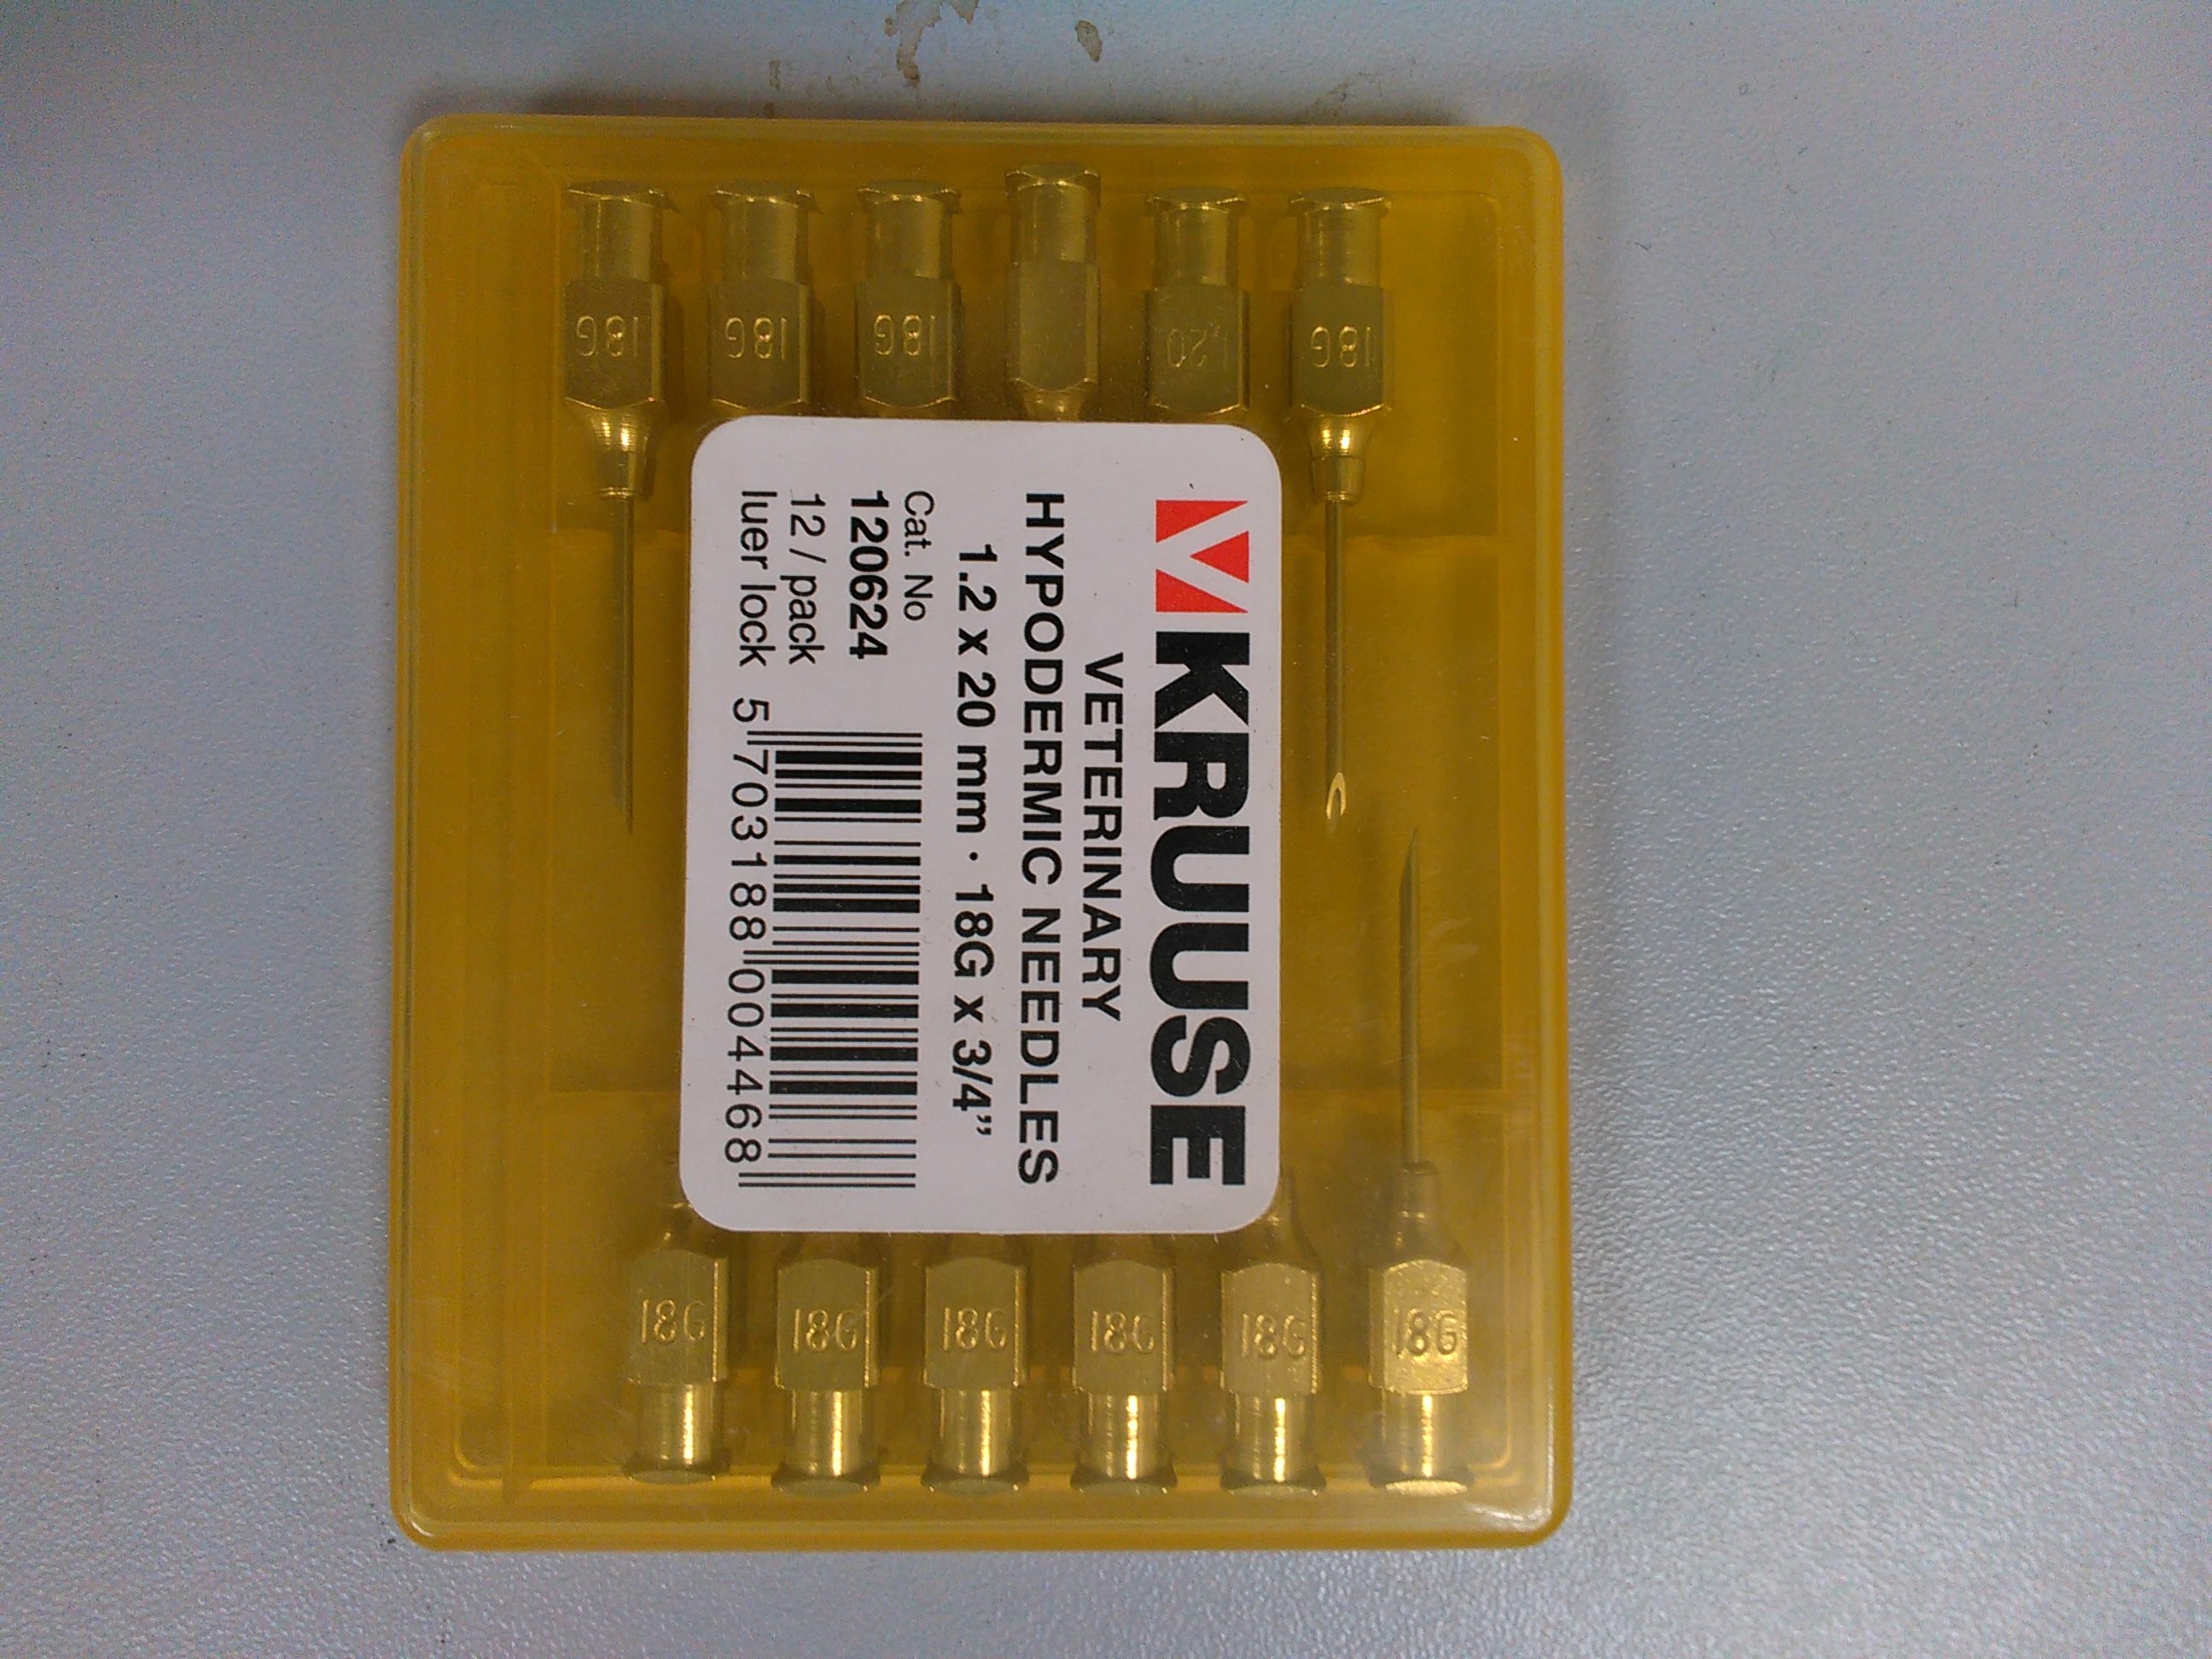 KRUUSE
VETERINARY
HYPODERMIC NEEDLES
1.2 x 20 mm · 18G x 3/4”
Cat. No
120624
12 / pack
luer lock
5 703188 004468
18G
18G
18G
1,20
18G
18G
18G
18G
18G
18G
18G